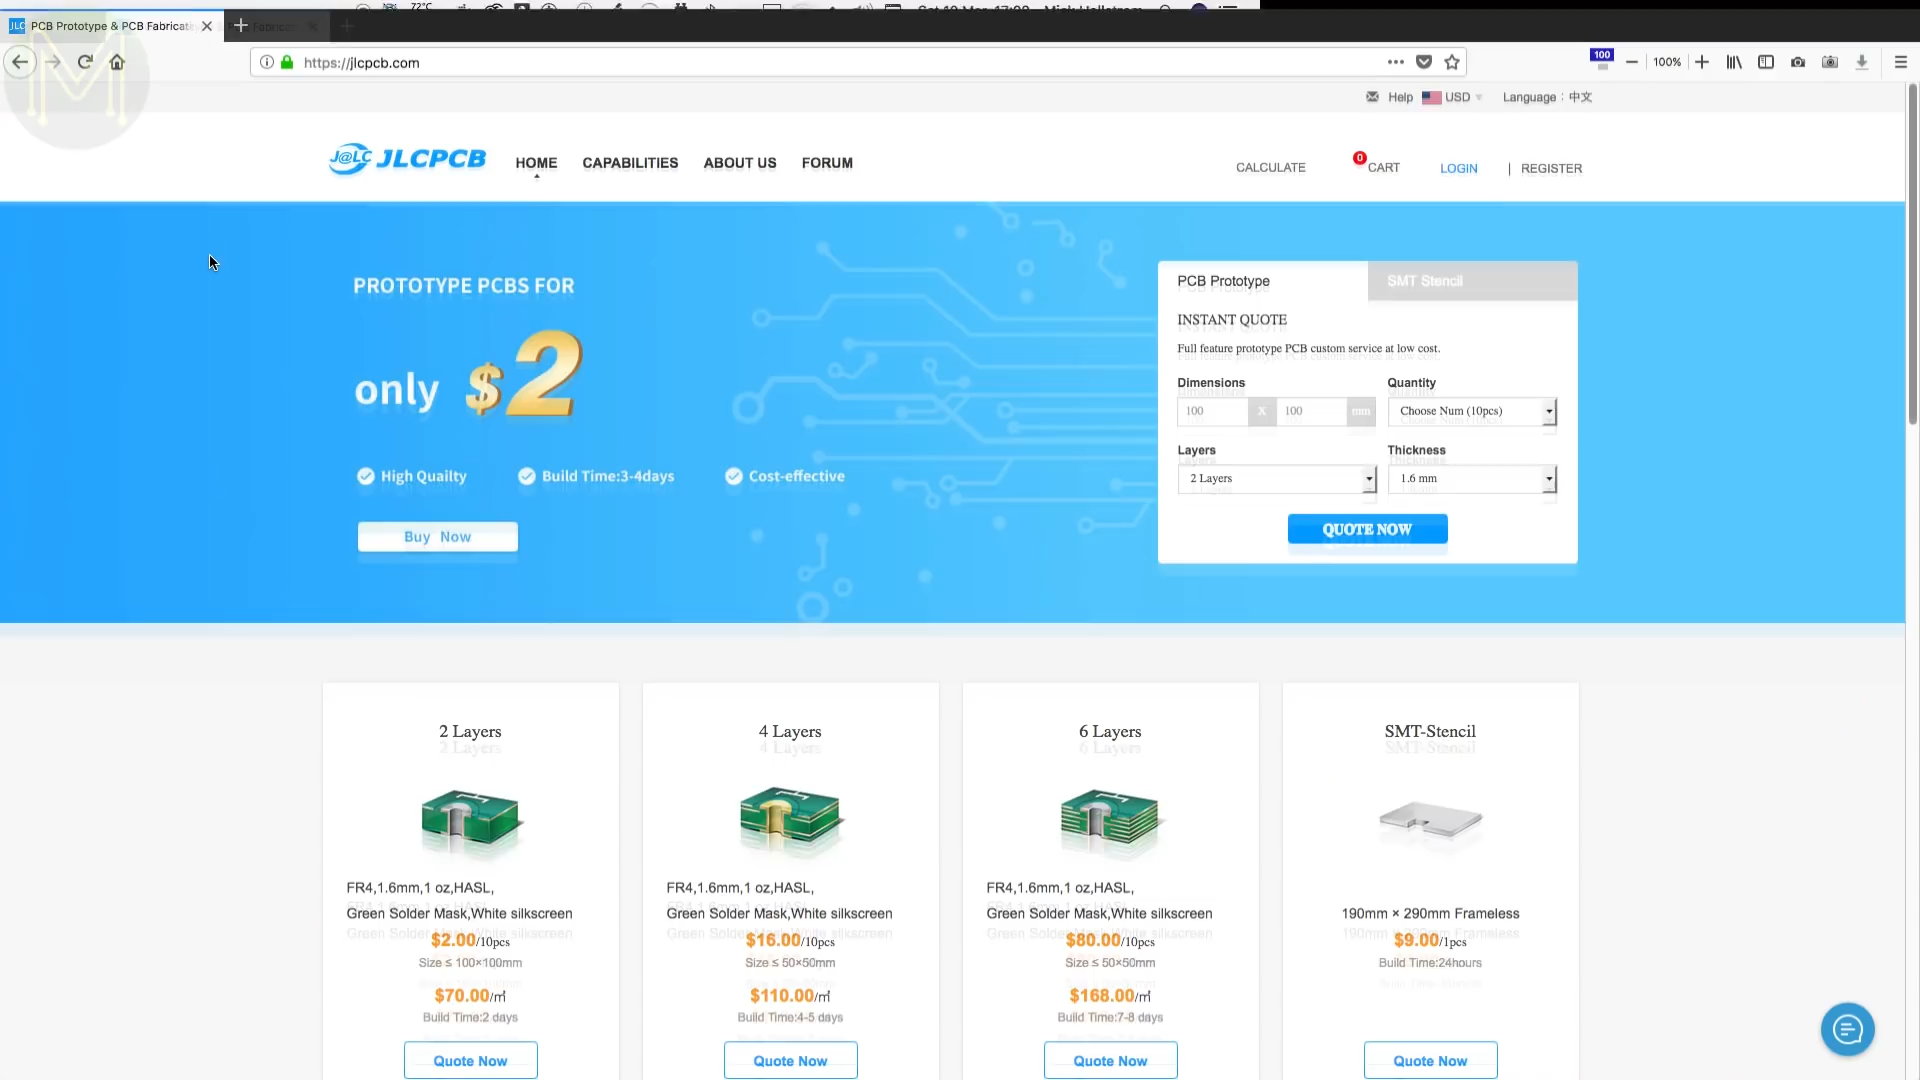 72°C
JLC PCB Prototype & PCB Fabricati
https://jlcpcb.com
100
100%
Help USD Language : 中文
J@LC JLCPCB
HOME CAPABILITIES ABOUT US FORUM
CALCULATE 0 CART LOGIN | REGISTER
PROTOTYPE PCBS FOR
only $2
High Quailty Build Time:3-4days Cost-effective
Buy Now
PCB Prototype SMT Stencil
INSTANT QUOTE
Full feature prototype PCB custom service at low cost.
Dimensions Quantity
100 X 100 mm Choose Num (10pcs)
Layers Thickness
2 Layers 1.6 mm
QUOTE NOW
2 Layers
FR4,1.6mm,1 oz,HASL,
Green Solder Mask,White silkscreen
$2.00/10pcs
Size ≤ 100×100mm
$70.00/㎡
Build Time:2 days
Quote Now
4 Layers
FR4,1.6mm,1 oz,HASL,
Green Solder Mask,White silkscreen
$16.00/10pcs
Size ≤ 50×50mm
$110.00/㎡
Build Time:4-5 days
Quote Now
6 Layers
FR4,1.6mm,1 oz,HASL,
Green Solder Mask,White silkscreen
$80.00/10pcs
Size ≤ 50×50mm
$168.00/㎡
Build Time:7-8 days
Quote Now
SMT-Stencil
190mm × 290mm Frameless
$9.00/1pcs
Build Time:24hours
Quote Now